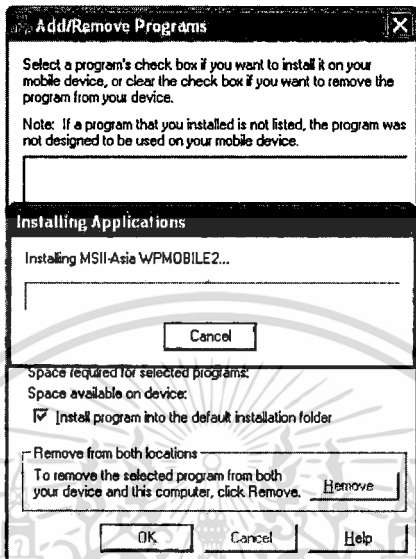 Add/Remove Programs
Select a program's check box if you want to install it on your
mobile device, or clear the check box if you want to remove the
program from your device.
Note: If a program that you installed is not listed, the program was
not designed to be used on your mobile device.
Installing Applications
Installing MSII-Asia WPMOBILE2...
Cancel
Space required for selected programs:
Space available on device:
Install program into the default installation folder
Remove from both locations
To remove the selected program from both
your device and this computer, click Remove.
Remove
OK Cancel Help